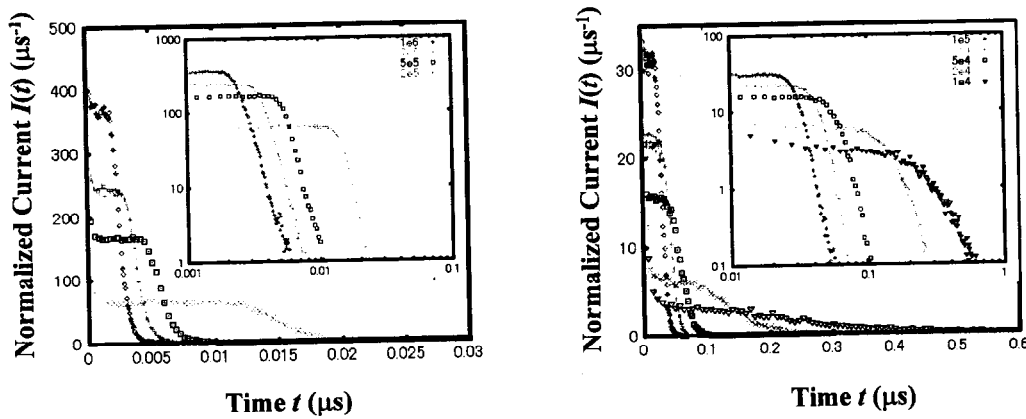 Normalized Current I(t) (μs⁻¹)
500
400
300
200
100
0
0 0.005 0.01 0.015 0.02 0.025 0.03
Time t (μs)
1000
100
10
1
0.001 0.01 0.1
1e6
5e5
Normalized Current I(t) (μs⁻¹)
30
20
10
0
0 0.1 0.2 0.3 0.4 0.5 0.6
Time t (μs)
100
10
1
0.01 0.1 1
1e5
5e4
1e4